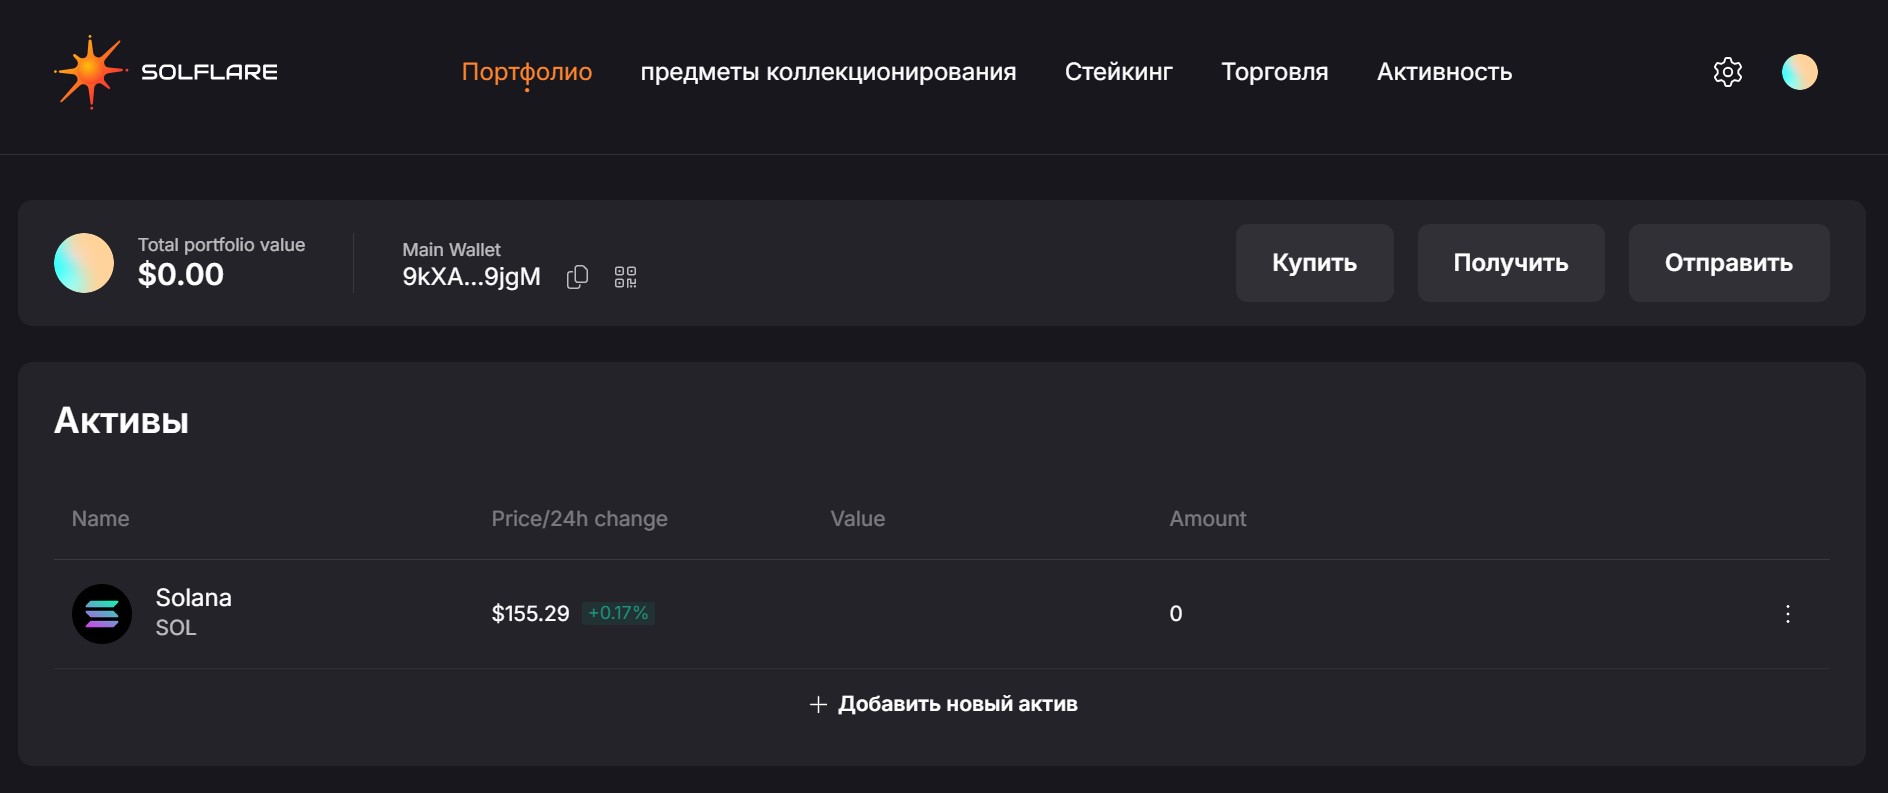 SOLFLARE
Портфолио
предметы коллекционирования
Стейкинг
Торговля
Активность
Total portfolio value
$0.00
Main Wallet
9kXA...9jgM
Купить
Получить
Отправить
Активы
Name
Price/24h change
Value
Amount
Solana
SOL
$155.29 +0.17%
0
Добавить новый актив